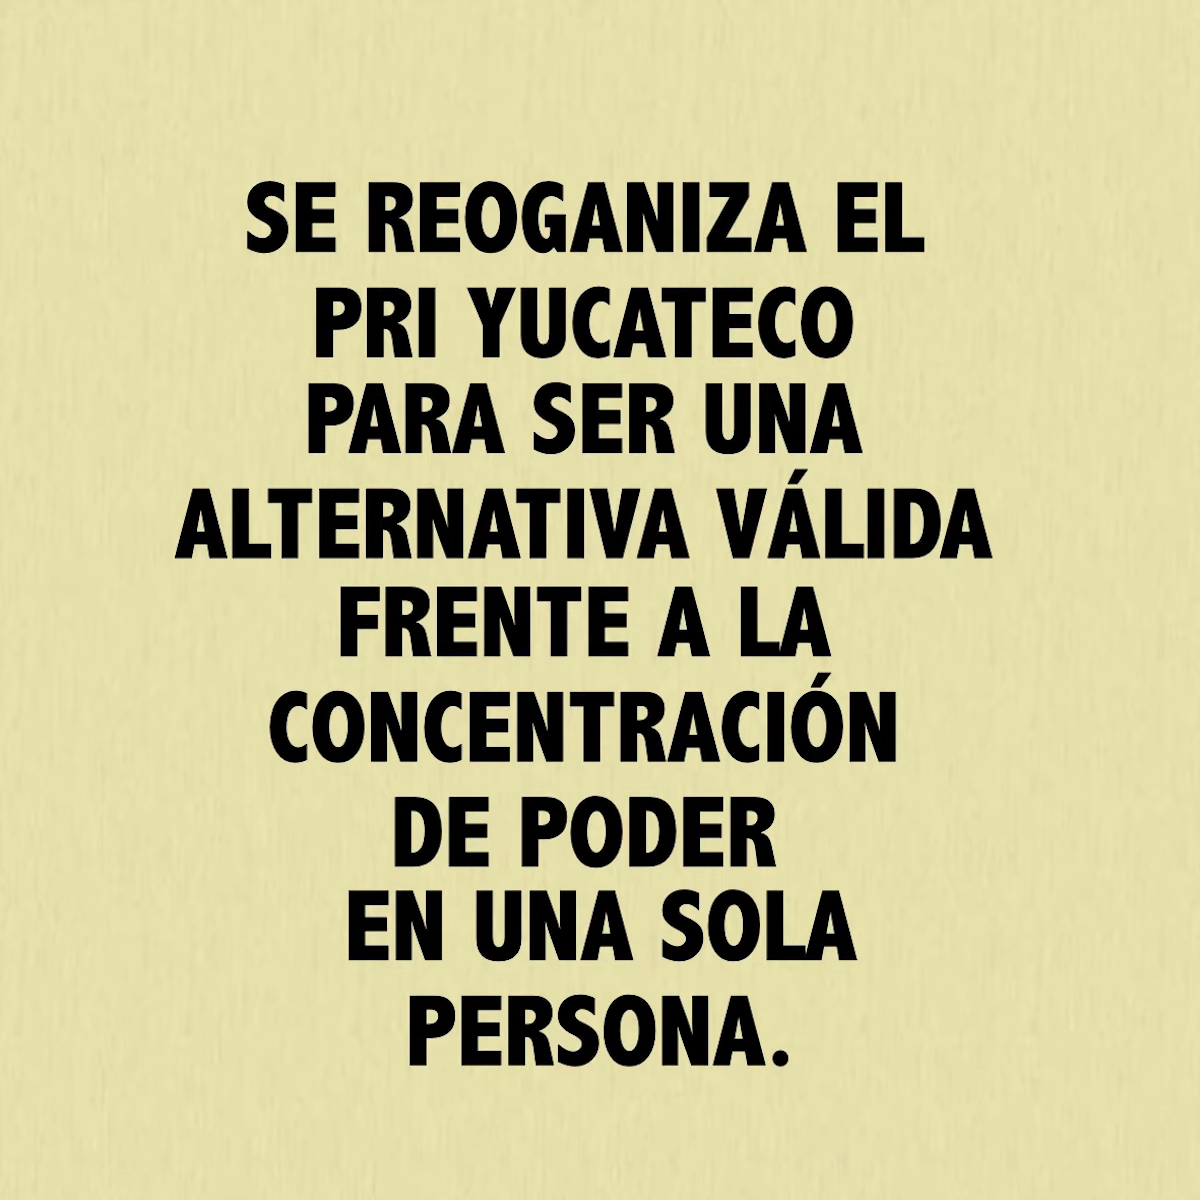 SE REOGANIZA EL
PRI YUCATECO
PARA SER UNA
ALTERNATIVA VÁLIDA
FRENTE A LA
CONCENTRACIÓN
DE PODER
EN UNA SOLA
PERSONA.